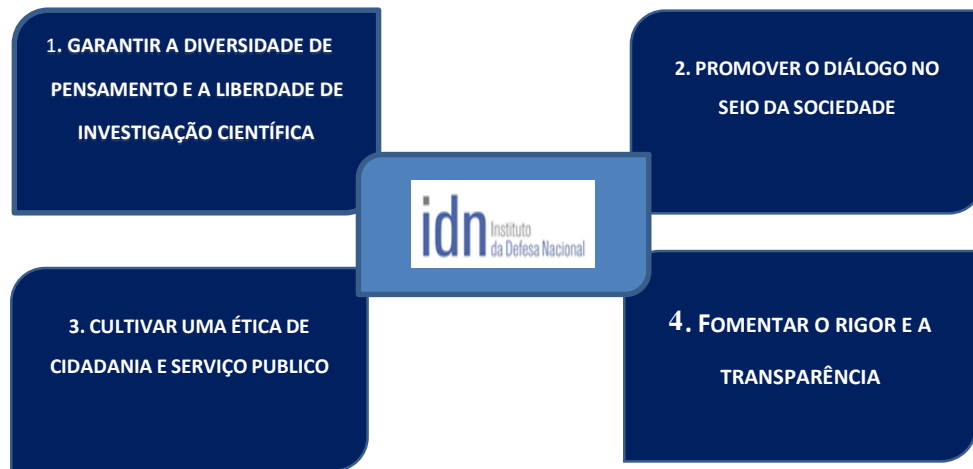 1. GARANTIR A DIVERSIDADE DE
PENSAMENTO E A LIBERDADE DE
INVESTIGAÇÃO CIENTÍFICA
2. PROMOVER O DIÁLOGO NO
SEIO DA SOCIEDADE
idn Instituto
da Defesa Nacional
3. CULTIVAR UMA ÉTICA DE
CIDADANIA E SERVIÇO PUBLICO
4. FOMENTAR O RIGOR E A
TRANSPARÊNCIA